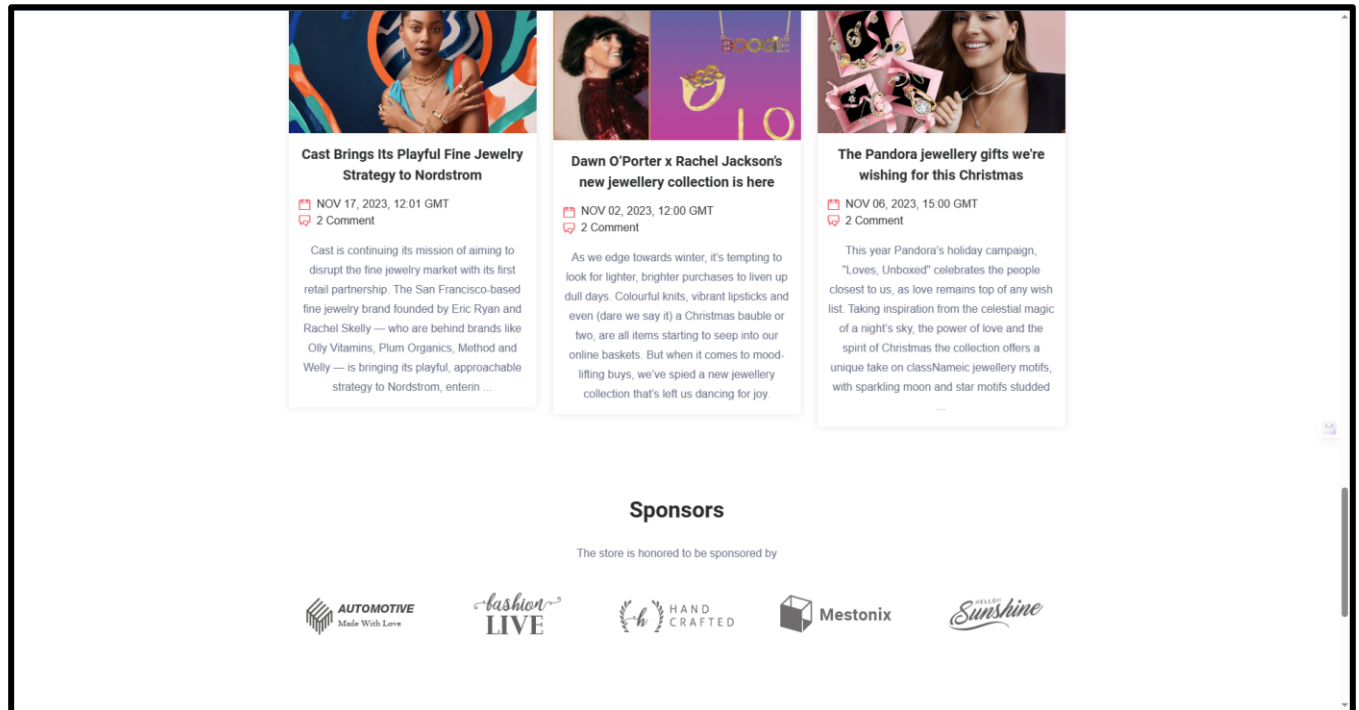 BOOGIE
Cast Brings Its Playful Fine Jewelry
Strategy to Nordstrom
NOV 17, 2023, 12:01 GMT
2 Comment
Cast is continuing its mission of aiming to
disrupt the fine jewelry market with its first
retail partnership. The San Francisco-based
fine jewelry brand founded by Eric Ryan and
Rachel Skelly — who are behind brands like
Olly Vitamins, Plum Organics, Method and
Welly — is bringing its playful, approachable
strategy to Nordstrom, enterin ...
Dawn O'Porter x Rachel Jackson's
new jewellery collection is here
NOV 02, 2023, 12:00 GMT
2 Comment
As we edge towards winter, it's tempting to
look for lighter, brighter purchases to liven up
dull days. Colourful knits, vibrant lipsticks and
even (dare we say it) a Christmas bauble or
two, are all items starting to seep into our
online baskets. But when it comes to mood-
lifting buys, we've spied a new jewellery
collection that's left us dancing for joy.
The Pandora jewellery gifts we're
wishing for this Christmas
NOV 06, 2023, 15:00 GMT
2 Comment
This year Pandora's holiday campaign,
"Loves, Unboxed" celebrates the people
closest to us, as love remains top of any wish
list. Taking inspiration from the celestial magic
of a night's sky, the power of love and the
spirit of Christmas the collection offers a
unique take on classNameic jewellery motifs,
with sparkling moon and star motifs studded
...
Sponsors
The store is honored to be sponsored by
AUTOMOTIVE
Made With Love
fashion
LIVE
h
HAND
CRAFTED
Mestonix
HELLO!!
Sunshine